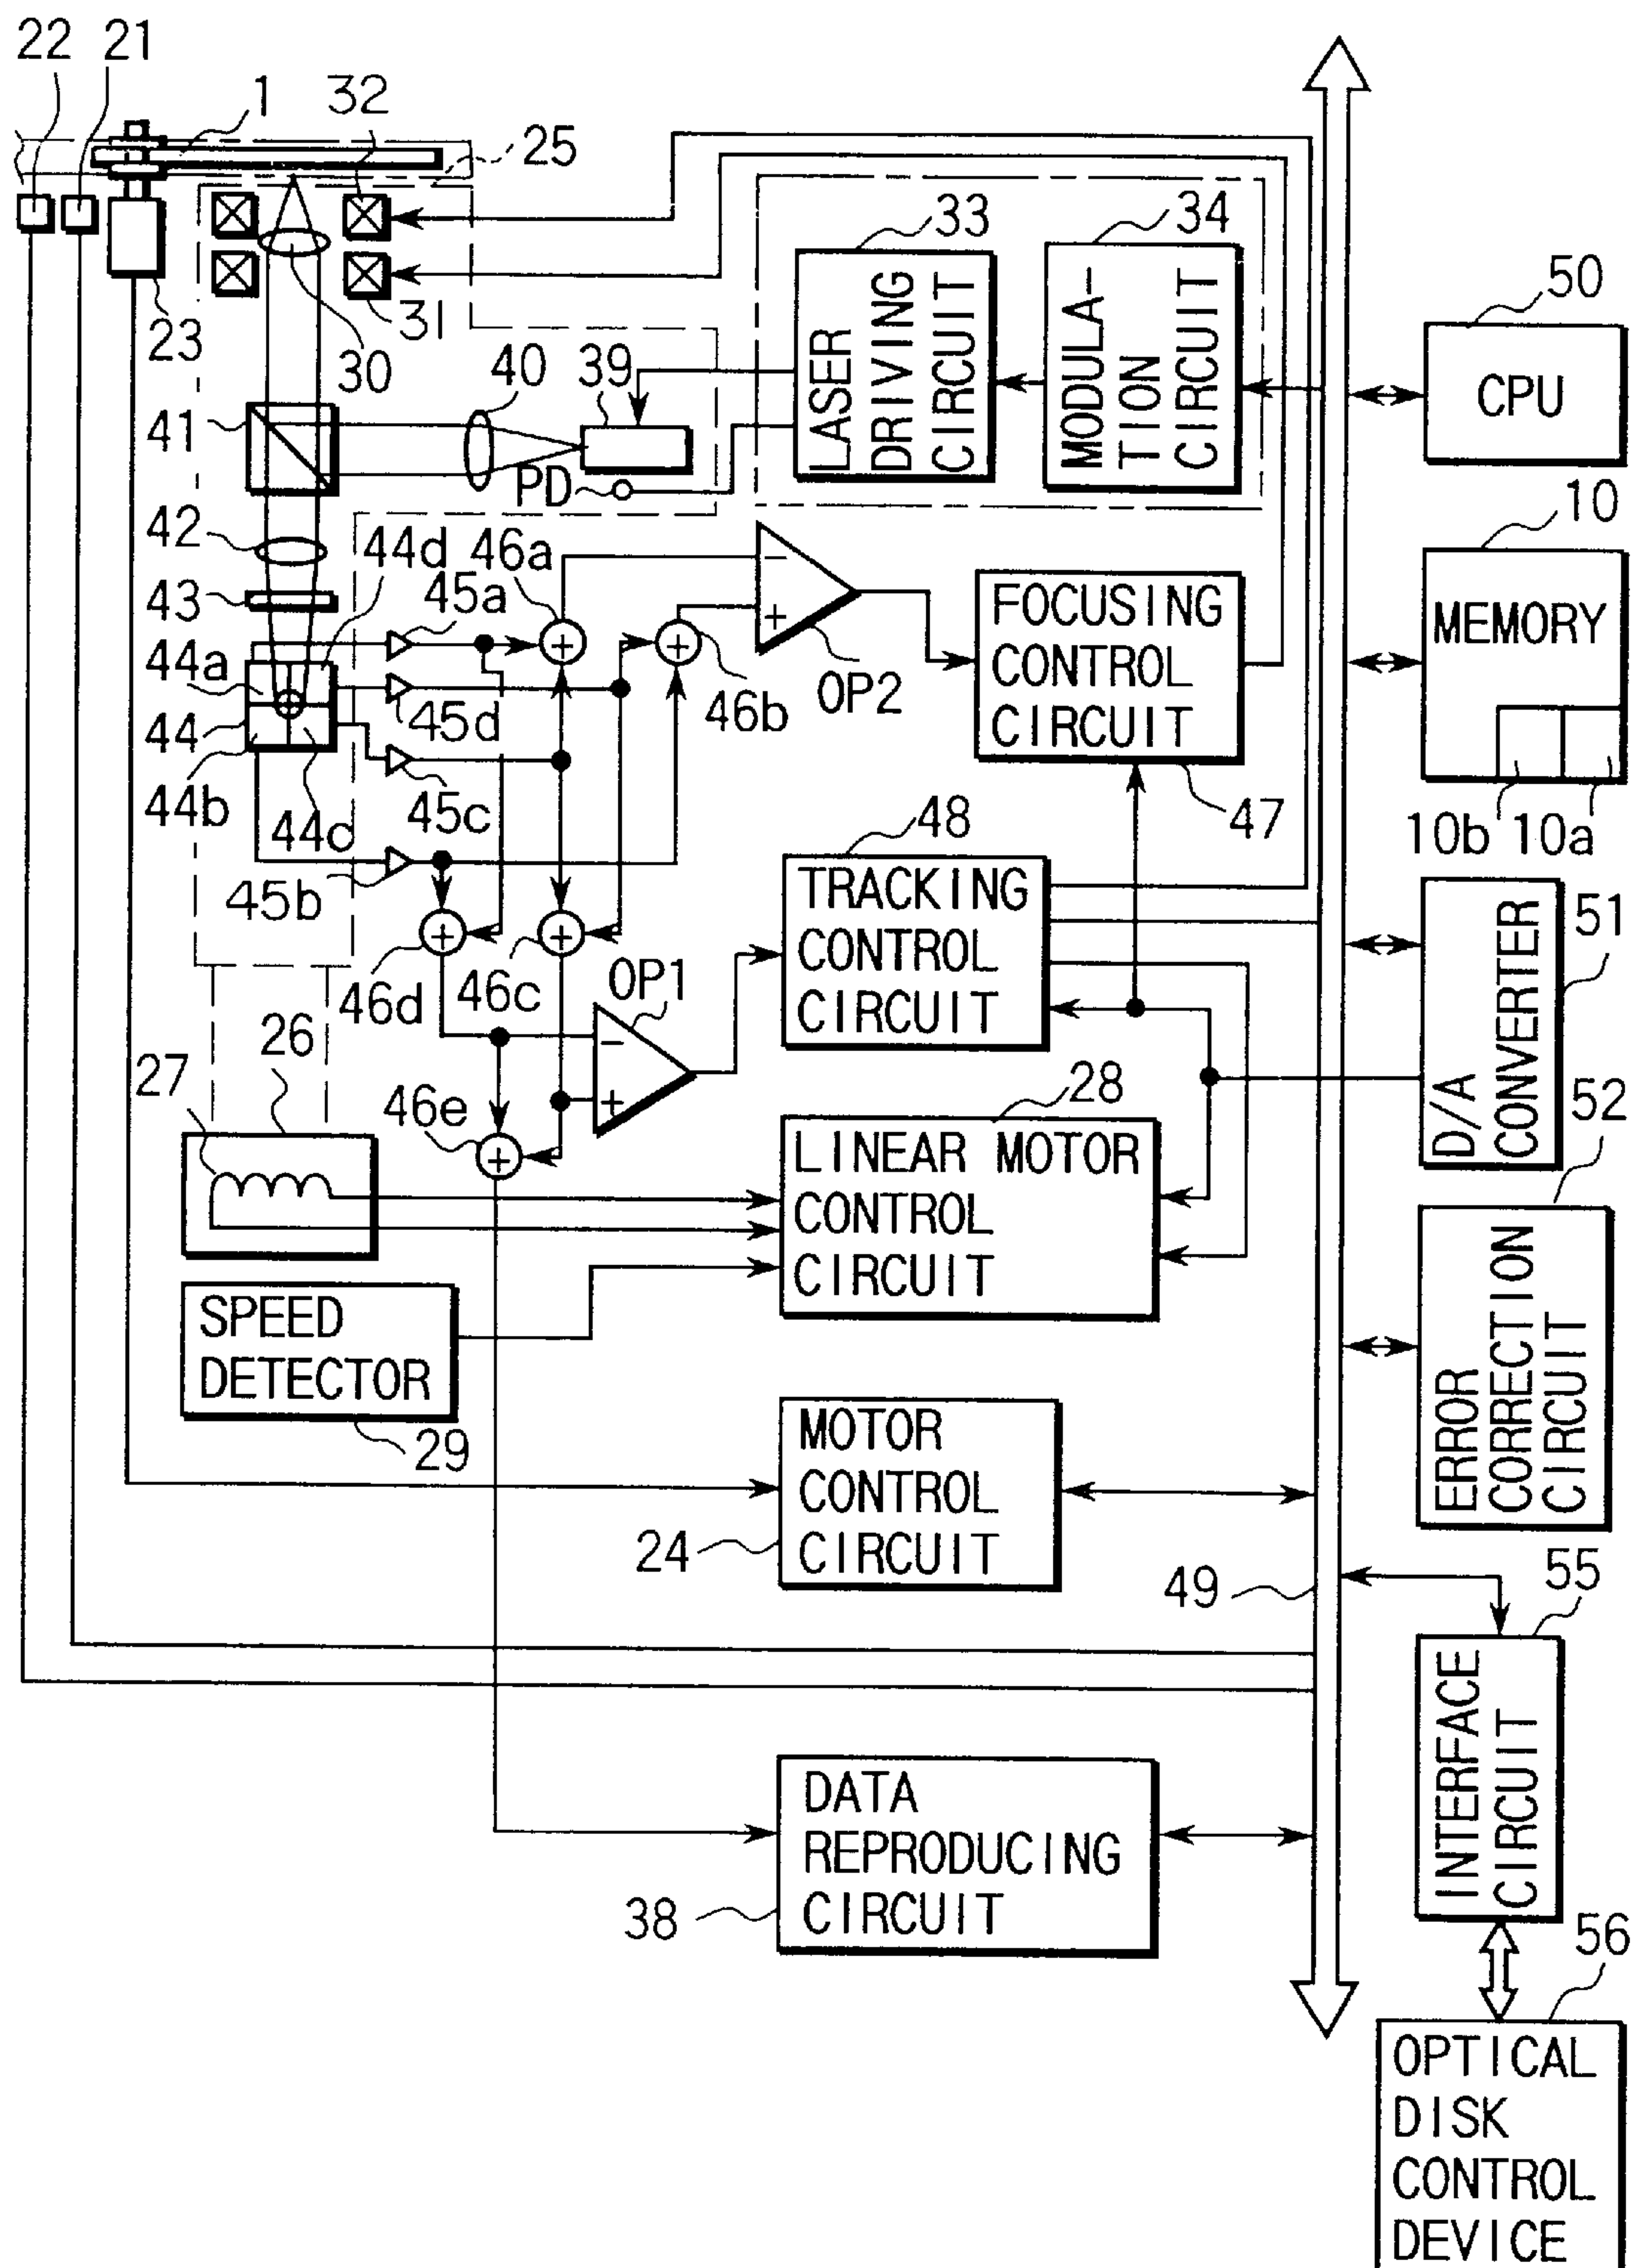 22
21
1
32
25
33
34
LASER
DRIVING
CIRCUIT
MODULA-
TION
CIRCUIT
50
CPU
23
31
30
40
39
41
PD
42
43
44d
46a
45a
44a
45d
46b
OP2
FOCUSING
CONTROL
CIRCUIT
47
10
MEMORY
10b
10a
44
44b
44c
45c
45b
48
TRACKING
CONTROL
CIRCUIT
51
D/A
CONVERTER
46d
46c
OP1
26
27
46e
28
LINEAR MOTOR
CONTROL
CIRCUIT
52
ERROR
CORRECTION
CIRCUIT
SPEED
DETECTOR
29
MOTOR
CONTROL
CIRCUIT
24
49
55
INTERFACE
CIRCUIT
DATA
REPRODUCING
CIRCUIT
38
56
OPTICAL
DISK
CONTROL
DEVICE